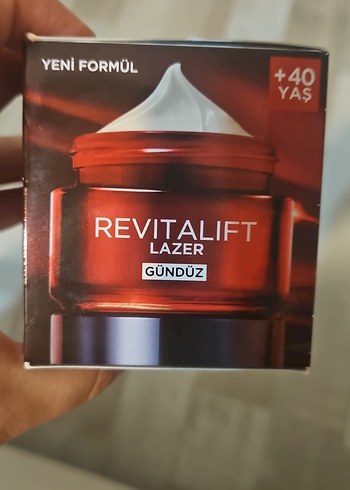 YENİ FORMÜL
+40
YAŞ
REVITALIFT
LAZER
GÜNDÜZ